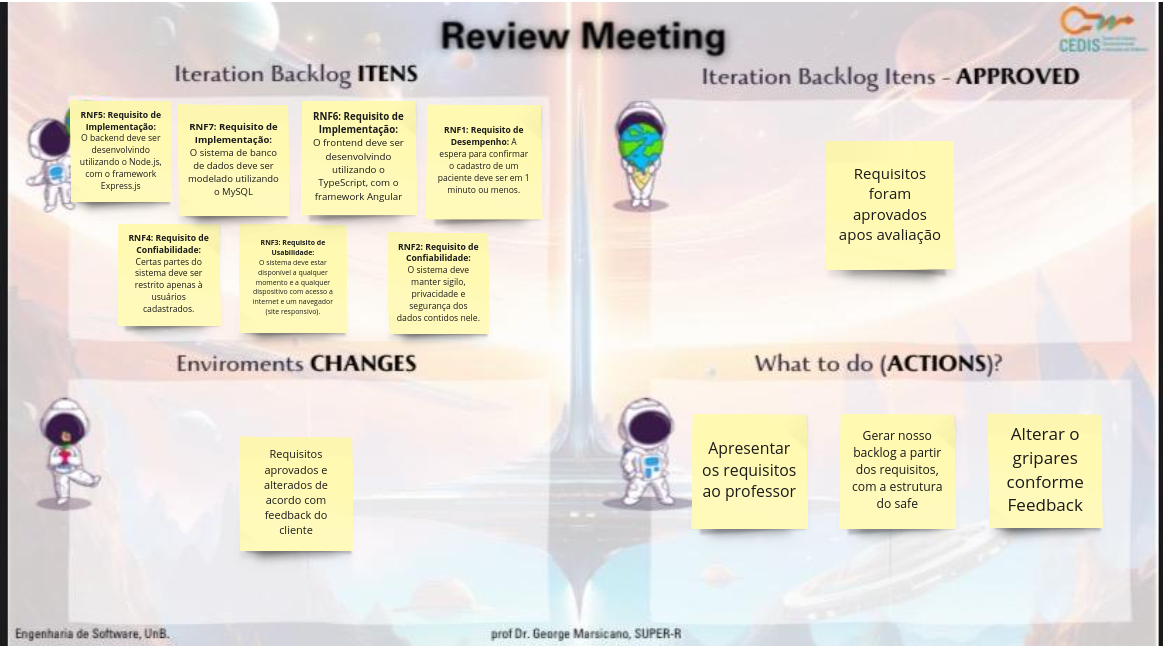 Review Meeting
CEDIS
Iteration Backlog ITENS
RNF5: Requisito de
Implementação:
O backend deve ser
desenvolvindo
utilizando o Node.js,
com o framework
Express.js
RNF7: Requisito de
Implementação:
O sistema de banco
de dados deve ser
modelado utilizando
o MySQL
RNF6: Requisito de
Implementação:
O frontend deve ser
desenvolvindo
utilizando o
TypeScript, com o
framework Angular
RNF1: Requisito de
Desempenho: A
espera para confirmar
o cadastro de um
paciente deve ser em 1
minuto ou menos.
RNF4: Requisito de
Confiabilidade:
Certas partes do
sistema deve ser
restrito apenas à
usuários
cadastrados.
RNF3: Requisito de
Usabilidade:
O sistema deve estar
disponível a qualquer
momento e a qualquer
dispositivo com acesso a
internet e um navegador
(site responsivo).
RNF2: Requisito de
Confiabilidade:
O sistema deve
manter sigilo,
privacidade e
segurança dos
dados contidos nele.
Iteration Backlog Itens - APPROVED
Requisitos
foram
aprovados
apos avaliação
Enviroments CHANGES
Requisitos
aprovados e
alterados de
acordo com
feedback do
cliente
What to do (ACTIONS)?
Apresentar
os requisitos
ao professor
Gerar nosso
backlog a partir
dos requisitos,
com a estrutura
do safe
Alterar o
gripares
conforme
Feedback
Engenharia de Software, UnB.
prof Dr. George Marsicano, SUPER-R